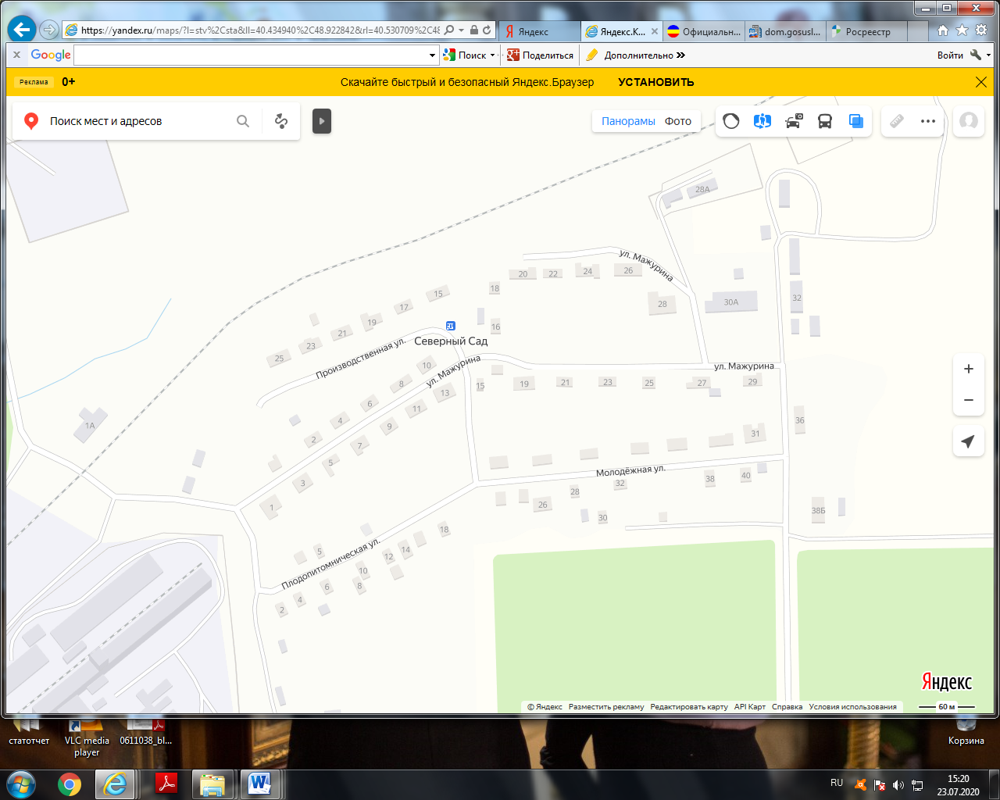 https://yandex.ru/maps/?l=stv%2Csta&ll=40.434940%2C48.922842&rl=40.530709%2C48
Яндекс
Яндекс.К...
Официальн...
dom.gosusl...
Росреестр
x Google
Поиск
Поделиться
Дополнительно »
Войти
Реклама
0+
Скачайте быстрый и безопасный Яндекс.Браузер
УСТАНОВИТЬ
Поиск мест и адресов
Панорамы Фото
28А
ул. Мажурина
20
22
24
26
18
15
17
19
21
23
25
28
30А
32
16
Северный Сад
Производственная ул.
ул. Мажурина
ул. Мажурина
10
8
6
4
2
13
11
9
7
5
3
1
1А
15
19
21
23
25
27
29
36
31
Молодёжная ул.
38
40
32
28
26
30
38Б
18
14
12
10
8
6
4
2
5
Плодопитомническая ул.
+
−
Яндекс
© Яндекс Разместить рекламу Редактировать карту API Карт Справка Условия использования
60 м
статотчет
VLC media player
0611038_bl...
Корзина
RU
15:20
23.07.2020